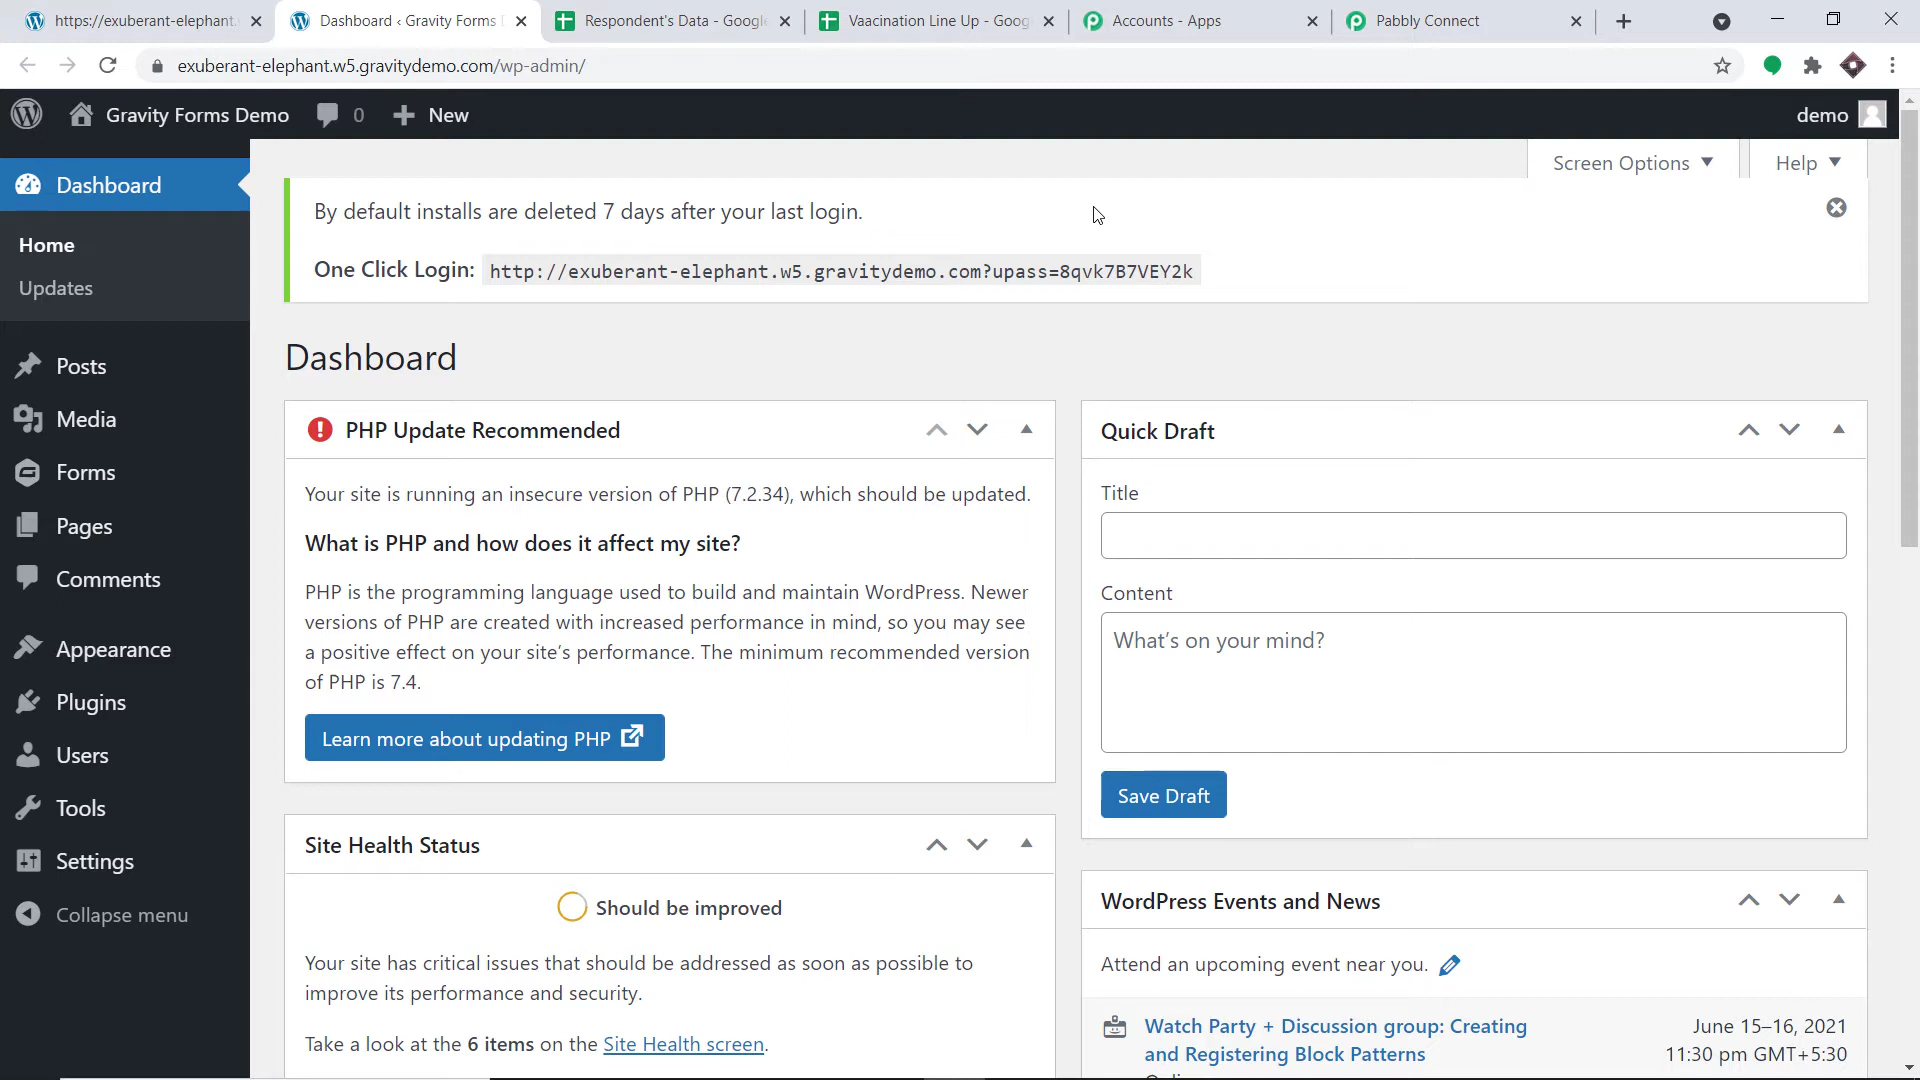 https://exuberant-elephant.
Dashboard ‹ Gravity Forms D
Respondent's Data - Google
Vaacination Line Up - Goog
Accounts - Apps
Pabbly Connect
exuberant-elephant.w5.gravitydemo.com/wp-admin/
Gravity Forms Demo
0
New
demo
Screen Options
Help
Dashboard
Home
Updates
Posts
Media
Forms
Pages
Comments
Appearance
Plugins
Users
Tools
Settings
Collapse menu
By default installs are deleted 7 days after your last login.
One Click Login: http://exuberant-elephant.w5.gravitydemo.com?upass=8qvk7B7VEY2k
Dashboard
PHP Update Recommended
Your site is running an insecure version of PHP (7.2.34), which should be updated.
What is PHP and how does it affect my site?
PHP is the programming language used to build and maintain WordPress. Newer
versions of PHP are created with increased performance in mind, so you may see
a positive effect on your site's performance. The minimum recommended version
of PHP is 7.4.
Learn more about updating PHP
Site Health Status
Should be improved
Your site has critical issues that should be addressed as soon as possible to
improve its performance and security.
Take a look at the 6 items on the Site Health screen.
Quick Draft
Title
Content
What's on your mind?
Save Draft
WordPress Events and News
Attend an upcoming event near you.
Watch Party + Discussion group: Creating
and Registering Block Patterns
June 15–16, 2021
11:30 pm GMT+5:30